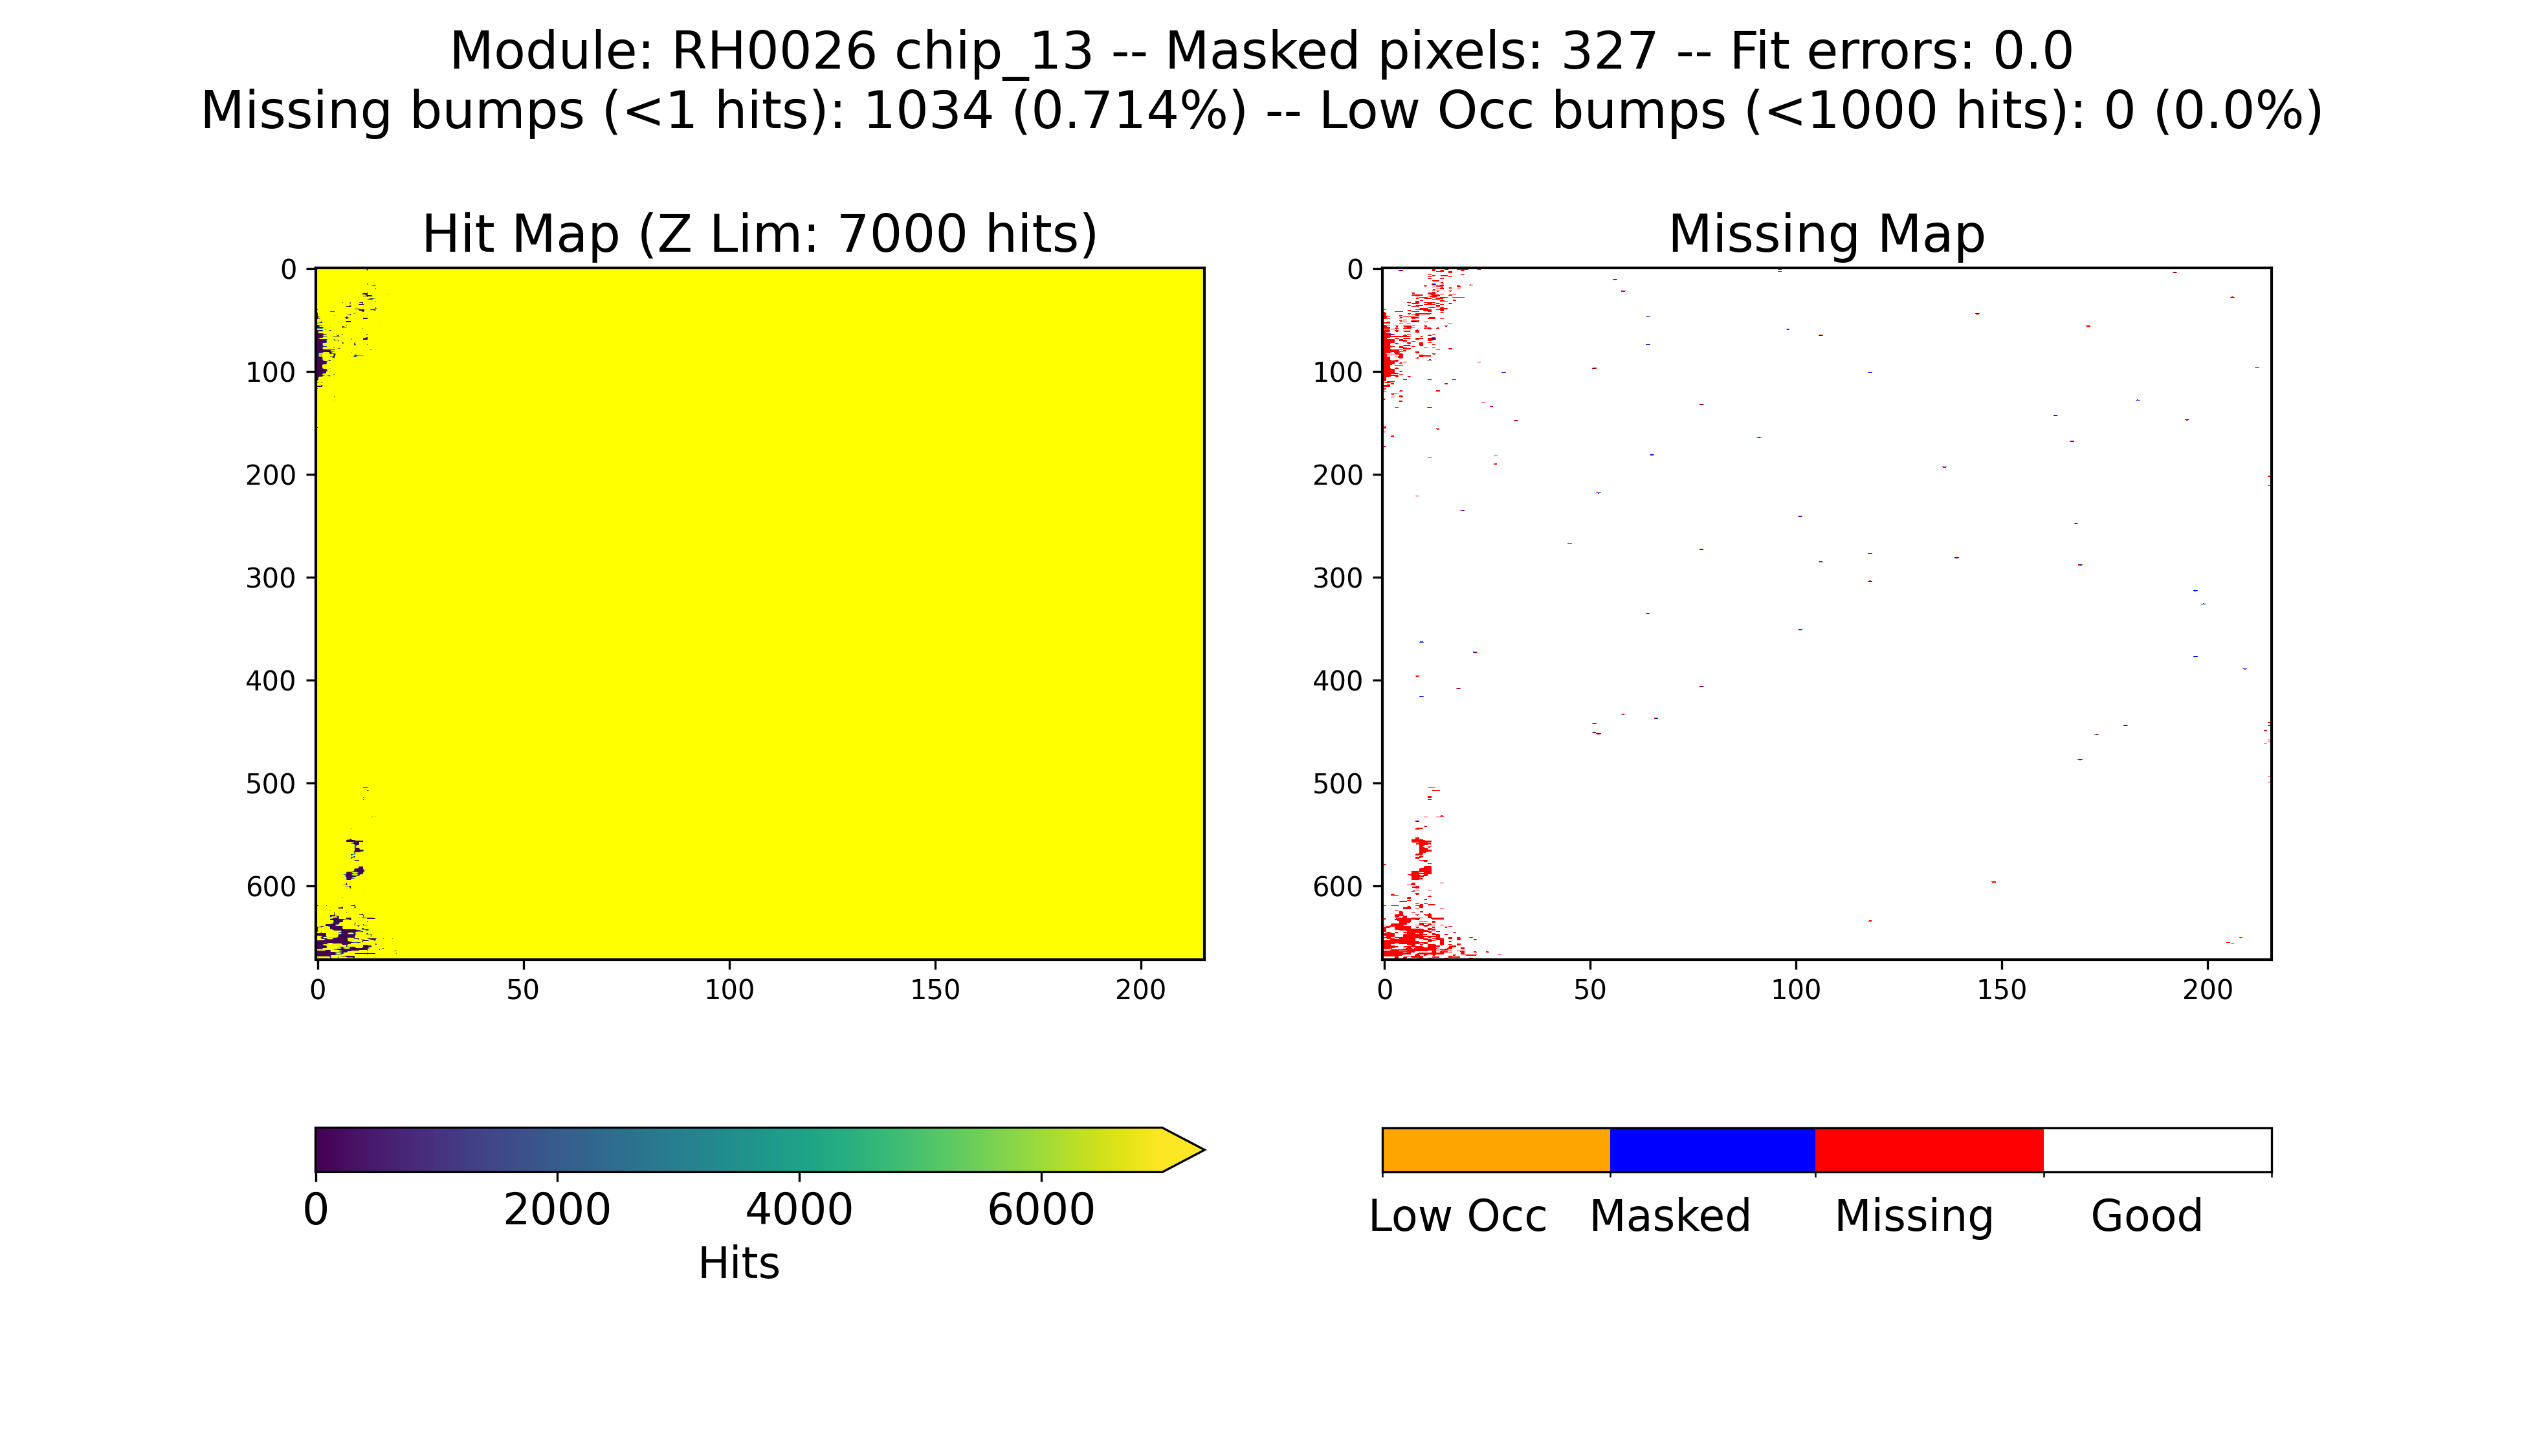 Module: RH0026 chip_13 -- Masked pixels: 327 -- Fit errors: 0.0
Missing bumps (<1 hits): 1034 (0.714%) -- Low Occ bumps (<1000 hits): 0 (0.0%)
Hit Map (Z Lim: 7000 hits)
0
100
200
300
400
500
600
0 50 100 150 200
0 2000 4000 6000
Hits
Missing Map
0
100
200
300
400
500
600
0 50 100 150 200
Low Occ Masked Missing Good